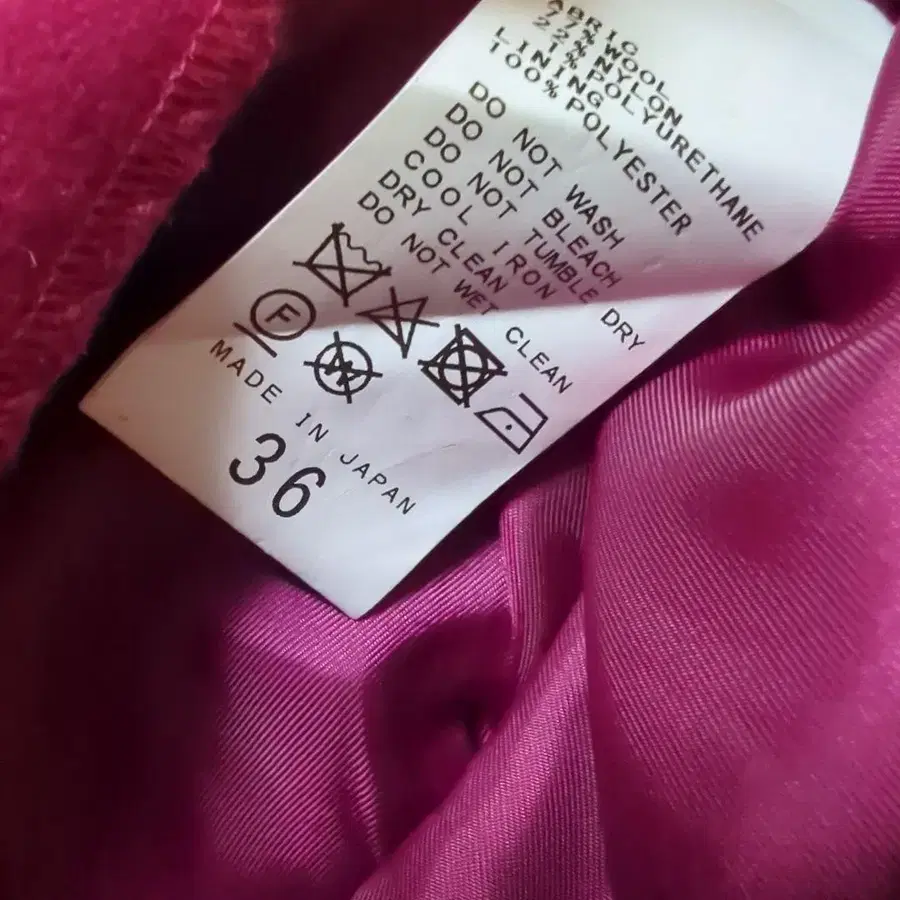 FABRIC
77%WOOL
22%NYLON
1%POLYURETHANE
LINING
100%POLYESTER
DO NOT WASH
DO NOT BLEACH
DO NOT TUMBLE DRY
COOL IRON
DRY CLEAN
DO NOT WET CLEAN
F
W
MADE IN JAPAN
36